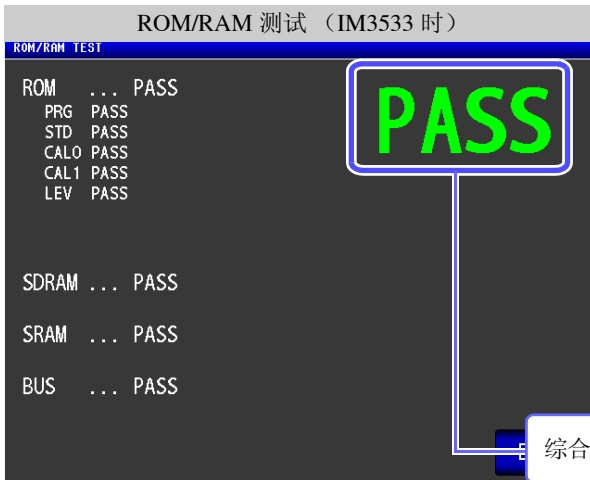 ROM/RAM 测试 （IM3533 时）
ROM/RAM TEST
ROM ... PASS
PRG PASS
STD PASS
CAL0 PASS
CAL1 PASS
LEV PASS
PASS
SDRAM ... PASS
SRAM ... PASS
BUS ... PASS
综合